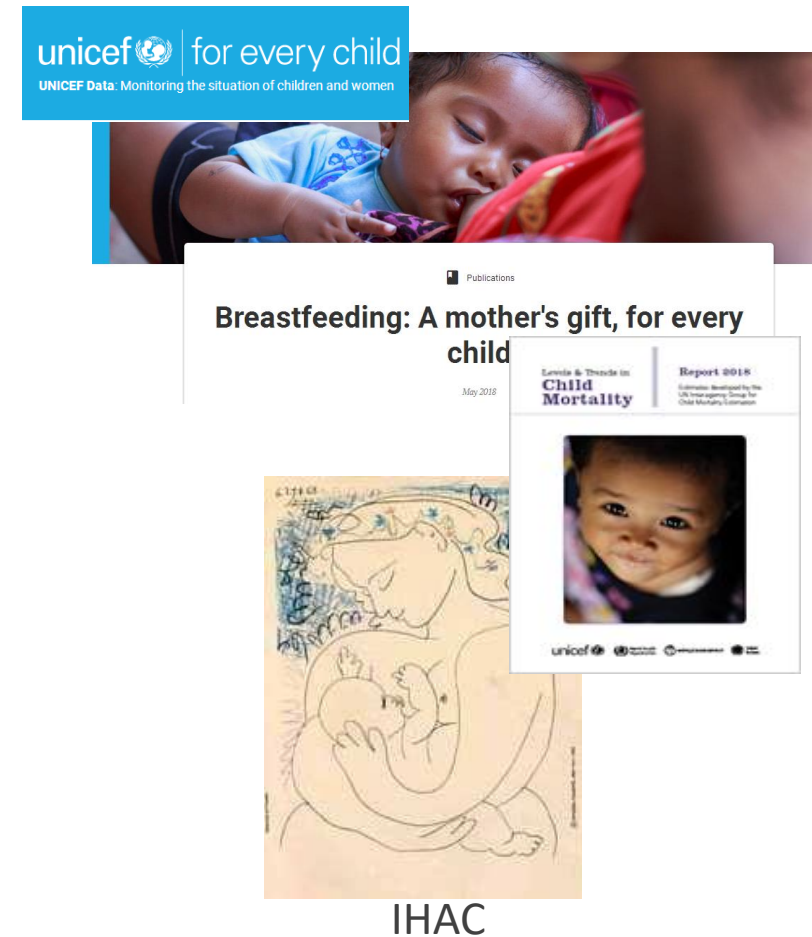 unicef for every child
UNICEF Data: Monitoring the situation of children and women
Publications
Breastfeeding: A mother's gift, for every
child
May 2018
Levels & Trends in
Child
Mortality
Report 2018
Estimates developed by the
UN Inter-agency Group for
Child Mortality Estimation
unicef
IHAC